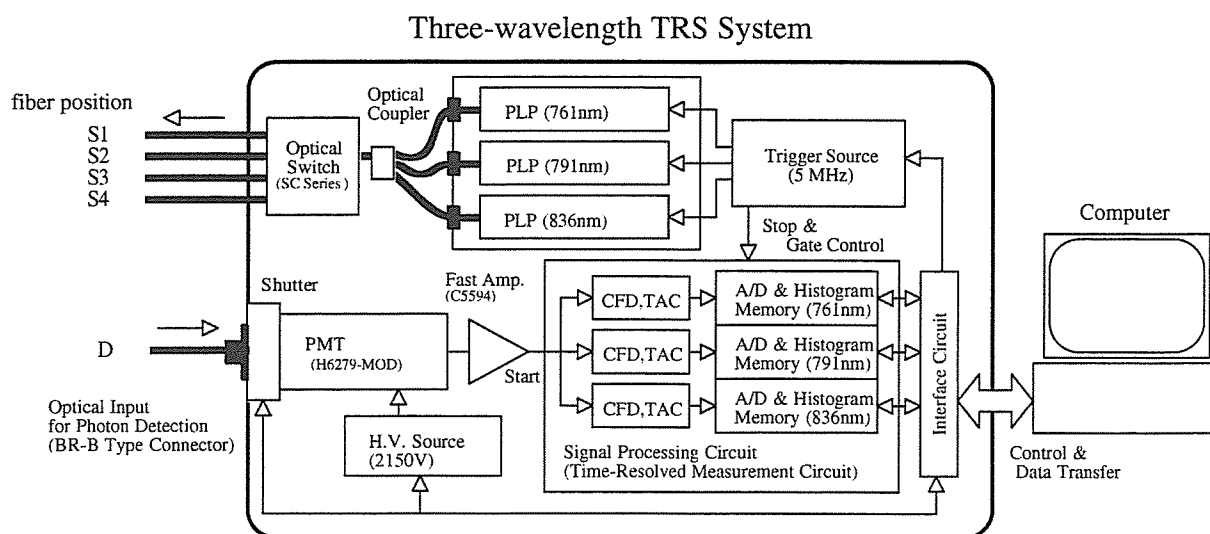 Three-wavelength TRS System
fiber position
S1
S2
S3
S4
Optical
Switch
(SC Series )
Optical
Coupler
PLP (761nm)
PLP (791nm)
PLP (836nm)
Trigger Source
(5 MHz)
Stop &
Gate Control
Computer
Shutter
D
Optical Input
for Photon Detection
(BR-B Type Connector)
PMT
(H6279-MOD)
H.V. Source
(2150V)
Fast Amp.
(C5594)
Start
CFD,TAC
CFD,TAC
CFD,TAC
A/D & Histogram
Memory (761nm)
A/D & Histogram
Memory (791nm)
A/D & Histogram
Memory (836nm)
Signal Processing Circuit
(Time-Resolved Measurement Circuit)
Interface Circuit
Control &
Data Transfer